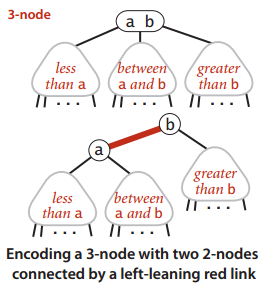 3-node
a b
less
than a
between
a and b
greater
than b
b
a
less
than a
between
a and b
greater
than b
Encoding a 3-node with two 2-nodes
connected by a left-leaning red link